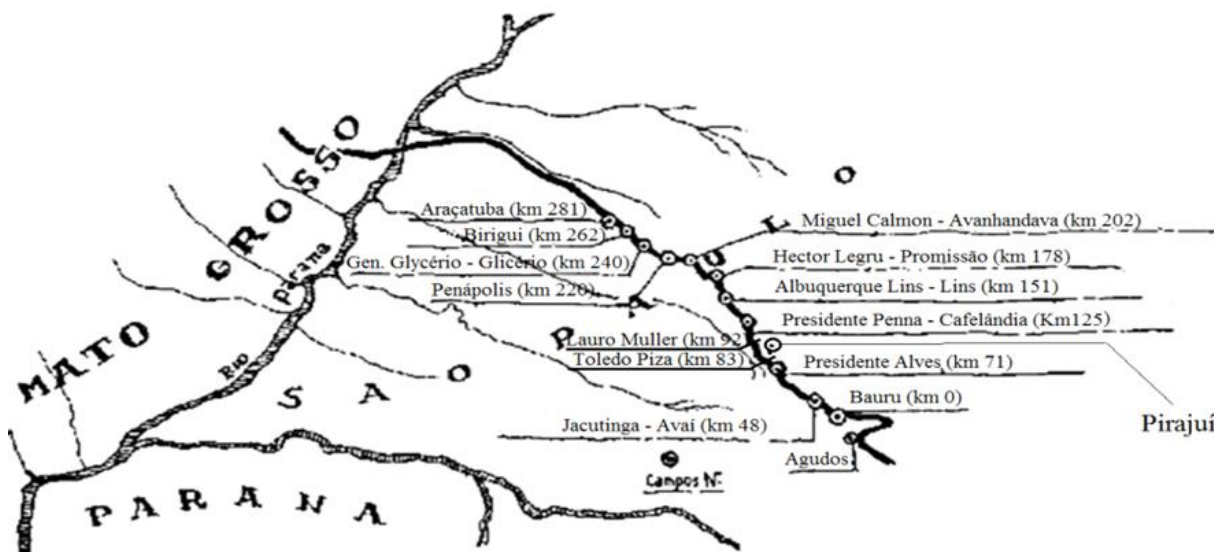 MATO GROSSO
Rio Paraná
SÃO PAULO
PARANA
Araçatuba (km 281)
Birigui (km 262)
Gen. Glycério - Glicério (km 240)
Penápolis (km 220)
Lauro Muller (km 92)
Toledo Piza (km 83)
Jacutinga - Avaí (km 48)
Campos N.
Agudos
Miguel Calmon - Avanhandava (km 202)
Hector Legru - Promissão (km 178)
Albuquerque Lins - Lins (km 151)
Presidente Penna - Cafelândia (Km125)
Presidente Alves (km 71)
Bauru (km 0)
Pirajuí